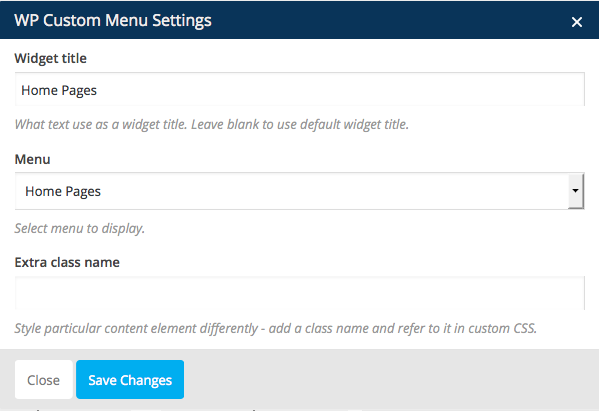 WP Custom Menu Settings ×
Widget title
Home Pages
What text use as a widget title. Leave blank to use default widget title.
Menu
Home Pages
Select menu to display.
Extra class name
Style particular content element differently - add a class name and refer to it in custom CSS.
Close Save Changes